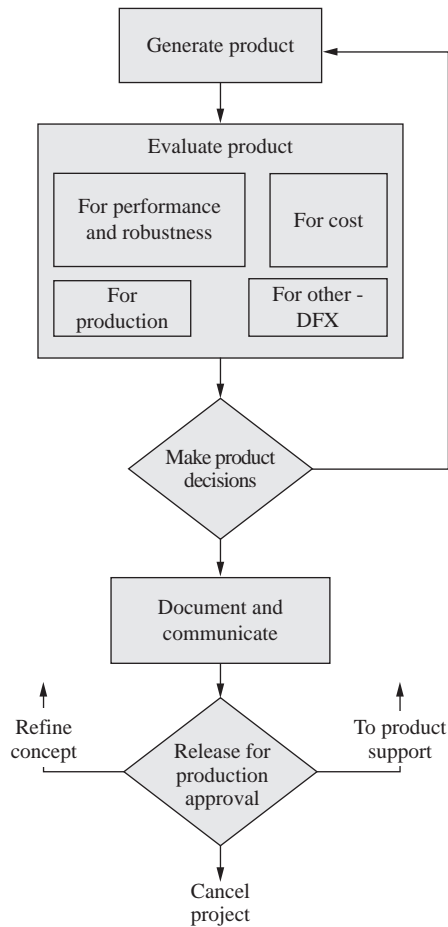 Generate product
Evaluate product
For performance
and robustness
For cost
For
production
For other -
DFX
Make product
decisions
Document and
communicate
Refine
concept
To product
support
Release for
production
approval
Cancel
project